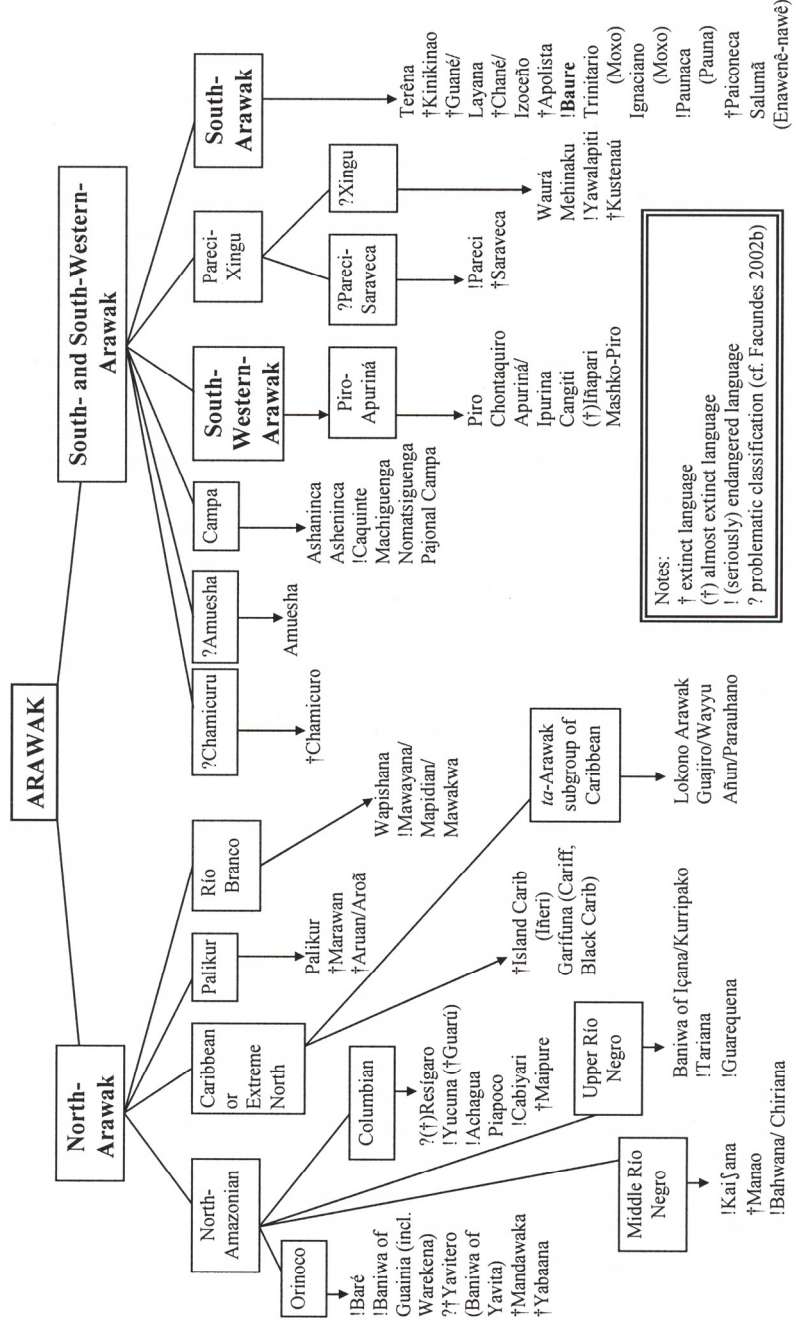 ARAWAK
North-
Arawak
South- and South-Western-
Arawak
North-
Amazonian
Caribbean
or
Extreme
North
Palikur
Río
Branco
?Chamicuru
?Amuesha
Campa
South-
Western-
Arawak
Pareci-
Xingu
South-
Arawak
Orinoco
!Baré
!Baniwa of
Guainia (incl.
Warekena)
?†Yavitero
(Baniwa of
Yavita)
†Mandawaka
†Yabaana
Columbian
?(†)Resígaro
!Yucuna (†Guarú)
!Achagua
Piapoco
!Cabiyari
†Maipure
Middle Río
Negro
!Kaiʃana
†Manao
!Bahwana/ Chiriana
Upper Río
Negro
Baniwa of Içana/Kurripako
!Tariana
!Guarequena
†Island Carib
(Iñeri)
Garífuna (Cariff,
Black Carib)
ta-Arawak
subgroup of
Caribbean
Lokono Arawak
Guajiro/Wayyu
Añun/Parauhano
Palikur
†Marawan
†Aruan/Aroã
Wapishana
!Mawayana/
Mapidian/
Mawakwa
†Chamicuro
Amuesha
Ashaninca
Asheninca
!Caquinte
Machiguenga
Nomatsiguenga
Pajonal Campa
Piro-
Apuriná
Piro
Chontaquiro
Apuriná/
Ipurina
Cangiti
(†)Iñapari
Mashko-Piro
?Pareci-
Saraveca
!Pareci
†Saraveca
?Xingu
Waurá
Mehinaku
!Yawalapiti
†Kustenaú
Terêna
†Kinikinao
†Guané/
Layana
†Chané/
Izoceño
†Apolista
!Baure
Trinitario
(Moxo)
Ignaciano
(Moxo)
!Paunaca
(Pauna)
†Paiconeca
Salumã
(Enawenê-nawê)
Notes:
† extinct language
(†) almost extinct language
! (seriously) endangered language
? problematic classification (cf. Facundes 2002b)